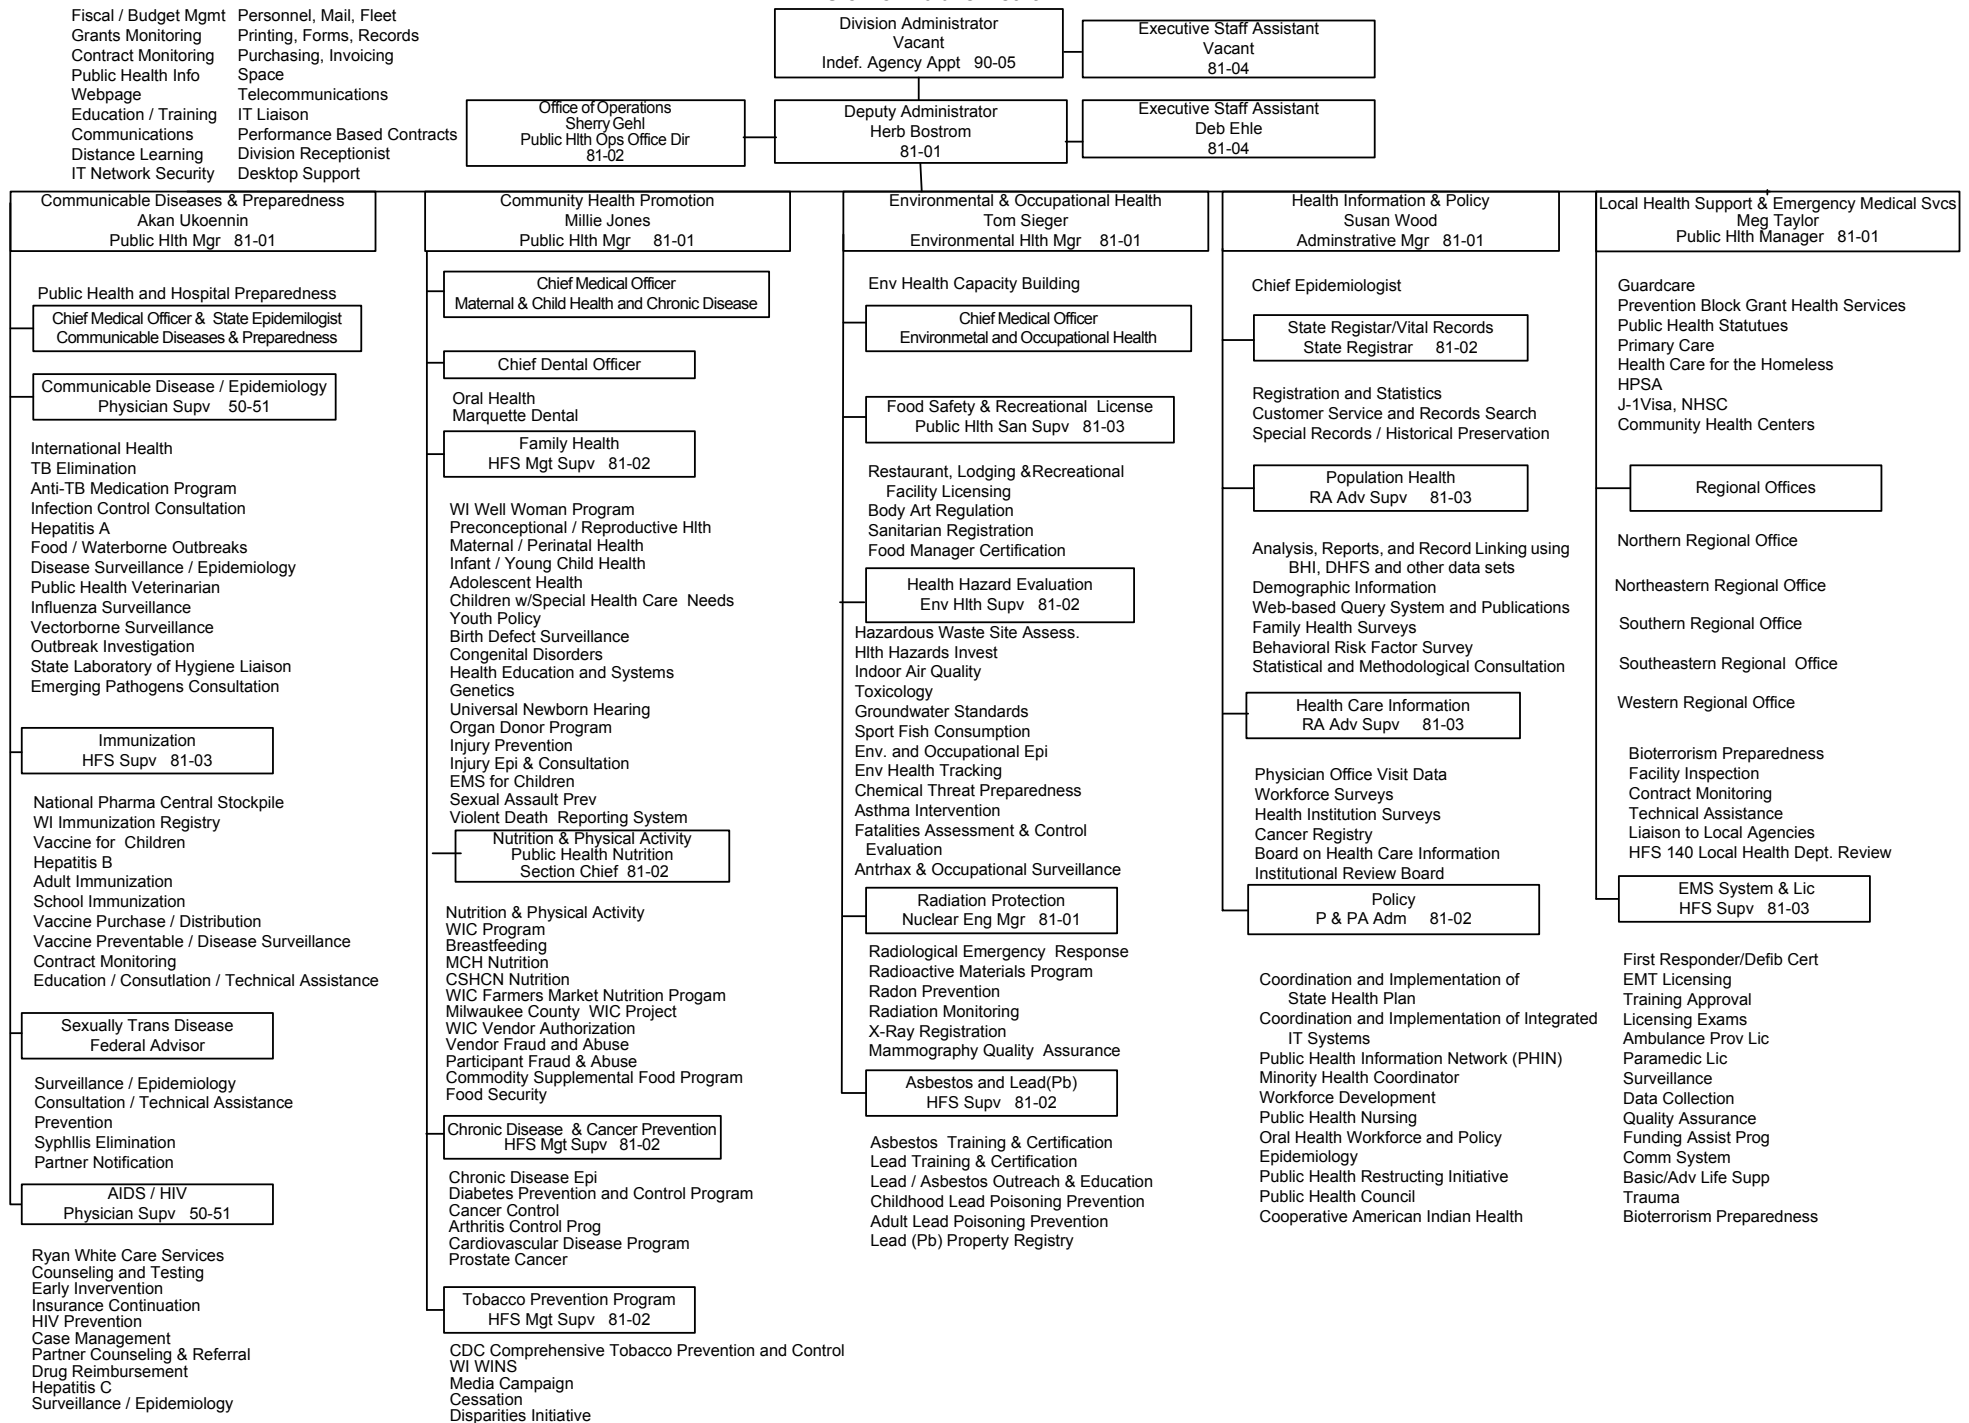 Fiscal / Budget Mgmt
Grants Monitoring
Contract Monitoring
Public Health Info
Webpage
Education / Training
Communications
Distance Learning
IT Network Security
Personnel, Mail, Fleet
Printing, Forms, Records
Purchasing, Invoicing
Space
Telecommunications
IT Liaison
Performance Based Contracts
Division Receptionist
Desktop Support
Division Administrator
Vacant
Indef. Agency Appt 90-05
Executive Staff Assistant
Vacant
81-04
Office of Operations
Sherry Gehl
Public Hlth Ops Office Dir
81-02
Deputy Administrator
Herb Bostrom
81-01
Executive Staff Assistant
Deb Ehle
81-04
Communicable Diseases & Preparedness
Akan Ukoennin
Public Hlth Mgr 81-01
Public Health and Hospital Preparedness
Chief Medical Officer & State Epidemilogist
Communicable Diseases & Preparedness
Communicable Disease / Epidemiology
Physician Supv 50-51
International Health
TB Elimination
Anti-TB Medication Program
Infection Control Consultation
Hepatitis A
Food / Waterborne Outbreaks
Disease Surveillance / Epidemiology
Public Health Veterinarian
Influenza Surveillance
Vectorborne Surveillance
Outbreak Investigation
State Laboratory of Hygiene Liaison
Emerging Pathogens Consultation
Immunization
HFS Supv 81-03
National Pharma Central Stockpile
WI Immunization Registry
Vaccine for Children
Hepatitis B
Adult Immunization
School Immunization
Vaccine Purchase / Distribution
Vaccine Preventable / Disease Surveillance
Contract Monitoring
Education / Consutlation / Technical Assistance
Sexually Trans Disease
Federal Advisor
Surveillance / Epidemiology
Consultation / Technical Assistance
Prevention
Syphllis Elimination
Partner Notification
AIDS / HIV
Physician Supv 50-51
Ryan White Care Services
Counseling and Testing
Early Invervention
Insurance Continuation
HIV Prevention
Case Management
Partner Counseling & Referral
Drug Reimbursement
Hepatitis C
Surveillance / Epidemiology
Community Health Promotion
Millie Jones
Public Hlth Mgr 81-01
Chief Medical Officer
Maternal & Child Health and Chronic Disease
Chief Dental Officer
Oral Health
Marquette Dental
Family Health
HFS Mgt Supv 81-02
WI Well Woman Program
Preconceptional / Reproductive Hlth
Maternal / Perinatal Health
Infant / Young Child Health
Adolescent Health
Children w/Special Health Care Needs
Youth Policy
Birth Defect Surveillance
Congenital Disorders
Health Education and Systems
Genetics
Universal Newborn Hearing
Organ Donor Program
Injury Prevention
Injury Epi & Consultation
EMS for Children
Sexual Assault Prev
Violent Death Reporting System
Nutrition & Physical Activity
Public Health Nutrition
Section Chief 81-02
Nutrition & Physical Activity
WIC Program
Breastfeeding
MCH Nutrition
CSHCN Nutrition
WIC Farmers Market Nutrition Progam
Milwaukee County WIC Project
WIC Vendor Authorization
Vendor Fraud and Abuse
Participant Fraud & Abuse
Commodity Supplemental Food Program
Food Security
Chronic Disease & Cancer Prevention
HFS Mgt Supv 81-02
Chronic Disease Epi
Diabetes Prevention and Control Program
Cancer Control
Arthritis Control Prog
Cardiovascular Disease Program
Prostate Cancer
Tobacco Prevention Program
HFS Mgt Supv 81-02
CDC Comprehensive Tobacco Prevention and Control
WI WINS
Media Campaign
Cessation
Disparities Initiative
Environmental & Occupational Health
Tom Sieger
Environmental Hlth Mgr 81-01
Env Health Capacity Building
Chief Medical Officer
Environmetal and Occupational Health
Food Safety & Recreational License
Public Hlth San Supv 81-03
Restaurant, Lodging &Recreational
Facility Licensing
Body Art Regulation
Sanitarian Registration
Food Manager Certification
Health Hazard Evaluation
Env Hlth Supv 81-02
Hazardous Waste Site Assess.
Hlth Hazards Invest
Indoor Air Quality
Toxicology
Groundwater Standards
Sport Fish Consumption
Env. and Occupational Epi
Env Health Tracking
Chemical Threat Preparedness
Asthma Intervention
Fatalities Assessment & Control
Evaluation
Antrhax & Occupational Surveillance
Radiation Protection
Nuclear Eng Mgr 81-01
Radiological Emergency Response
Radioactive Materials Program
Radon Prevention
Radiation Monitoring
X-Ray Registration
Mammography Quality Assurance
Asbestos and Lead(Pb)
HFS Supv 81-02
Asbestos Training & Certification
Lead Training & Certification
Lead / Asbestos Outreach & Education
Childhood Lead Poisoning Prevention
Adult Lead Poisoning Prevention
Lead (Pb) Property Registry
Health Information & Policy
Susan Wood
Adminstrative Mgr 81-01
Chief Epidemiologist
State Registar/Vital Records
State Registrar 81-02
Registration and Statistics
Customer Service and Records Search
Special Records / Historical Preservation
Population Health
RA Adv Supv 81-03
Analysis, Reports, and Record Linking using
BHI, DHFS and other data sets
Demographic Information
Web-based Query System and Publications
Family Health Surveys
Behavioral Risk Factor Survey
Statistical and Methodological Consultation
Health Care Information
RA Adv Supv 81-03
Physician Office Visit Data
Workforce Surveys
Health Institution Surveys
Cancer Registry
Board on Health Care Information
Institutional Review Board
Policy
P & PA Adm 81-02
Coordination and Implementation of
State Health Plan
Coordination and Implementation of Integrated
IT Systems
Public Health Information Network (PHIN)
Minority Health Coordinator
Workforce Development
Public Health Nursing
Oral Health Workforce and Policy
Epidemiology
Public Health Restructing Initiative
Public Health Council
Cooperative American Indian Health
Local Health Support & Emergency Medical Svcs
Meg Taylor
Public Hlth Manager 81-01
Guardcare
Prevention Block Grant Health Services
Public Health Statutues
Primary Care
Health Care for the Homeless
HPSA
J-1Visa, NHSC
Community Health Centers
Regional Offices
Northern Regional Office
Northeastern Regional Office
Southern Regional Office
Southeastern Regional Office
Western Regional Office
Bioterrorism Preparedness
Facility Inspection
Contract Monitoring
Technical Assistance
Liaison to Local Agencies
HFS 140 Local Health Dept. Review
EMS System & Lic
HFS Supv 81-03
First Responder/Defib Cert
EMT Licensing
Training Approval
Licensing Exams
Ambulance Prov Lic
Paramedic Lic
Surveillance
Data Collection
Quality Assurance
Funding Assist Prog
Comm System
Basic/Adv Life Supp
Trauma
Bioterrorism Preparedness